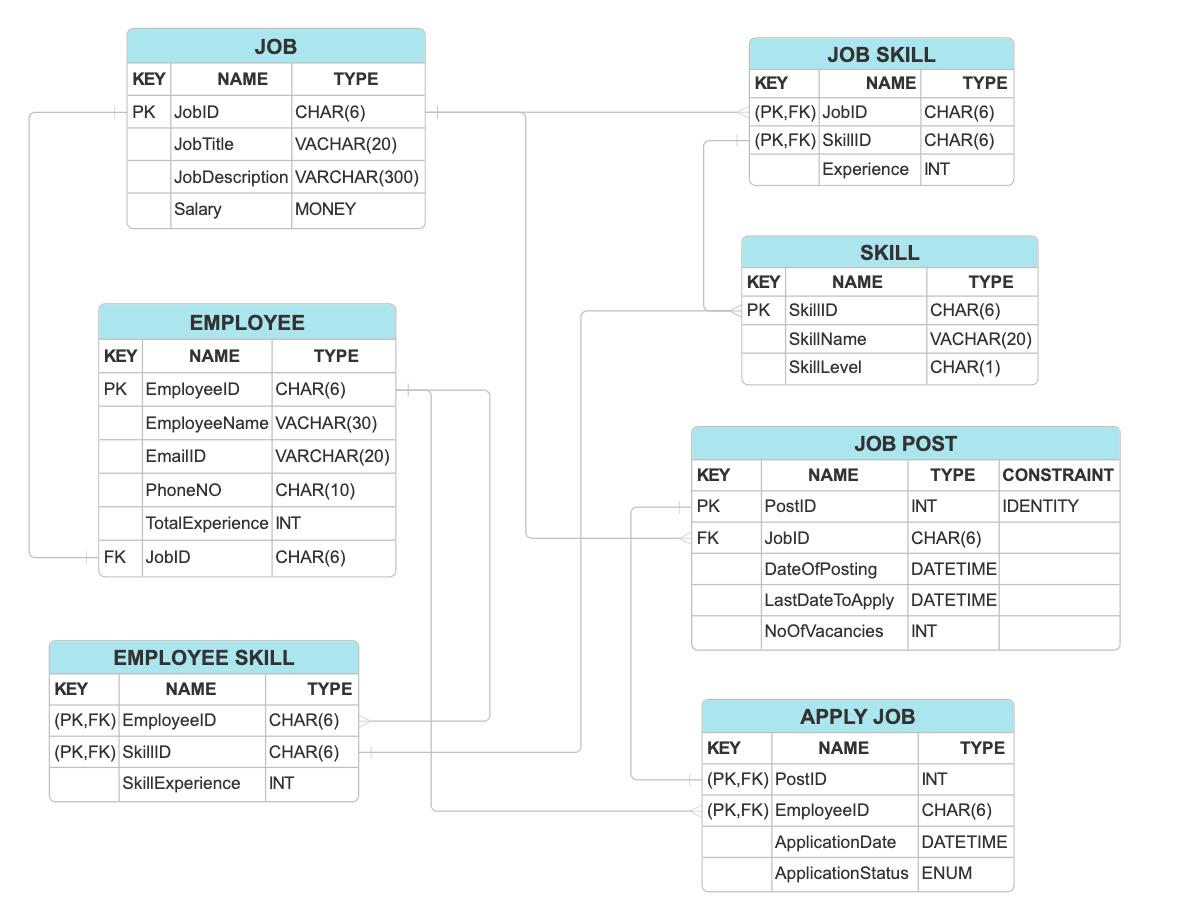 JOB
KEY NAME TYPE
PK JobID CHAR(6)
JobTitle VACHAR(20)
JobDescription VARCHAR(300)
Salary MONEY
JOB SKILL
KEY NAME TYPE
(PK,FK) JobID CHAR(6)
(PK,FK) SkillID CHAR(6)
Experience INT
SKILL
KEY NAME TYPE
PK SkillID CHAR(6)
SkillName VACHAR(20)
SkillLevel CHAR(1)
EMPLOYEE
KEY NAME TYPE
PK EmployeeID CHAR(6)
EmployeeName VACHAR(30)
EmailID VARCHAR(20)
PhoneNO CHAR(10)
TotalExperience INT
FK JobID CHAR(6)
JOB POST
KEY NAME TYPE CONSTRAINT
PK PostID INT IDENTITY
FK JobID CHAR(6)
DateOfPosting DATETIME
LastDateToApply DATETIME
NoOfVacancies INT
EMPLOYEE SKILL
KEY NAME TYPE
(PK,FK) EmployeeID CHAR(6)
(PK,FK) SkillID CHAR(6)
SkillExperience INT
APPLY JOB
KEY NAME TYPE
(PK,FK) PostID INT
(PK,FK) EmployeeID CHAR(6)
ApplicationDate DATETIME
ApplicationStatus ENUM